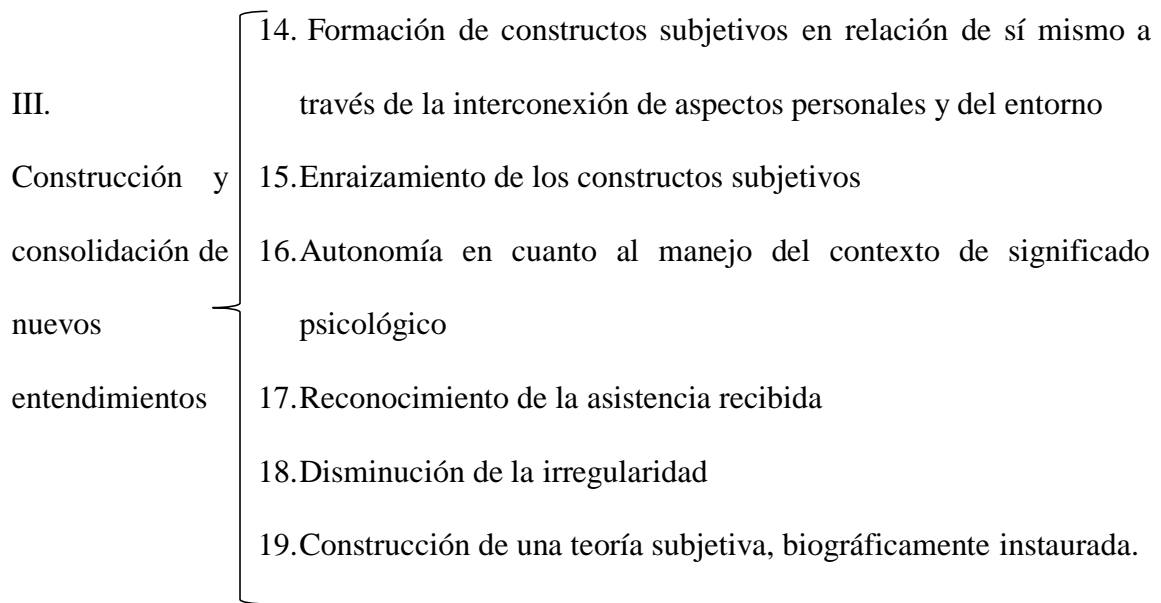 III.
Construcción y
consolidación de
nuevos
entendimientos
14. Formación de constructos subjetivos en relación de sí mismo a
través de la interconexión de aspectos personales y del entorno
15.Enraizamiento de los constructos subjetivos
16.Autonomía en cuanto al manejo del contexto de significado
psicológico
17.Reconocimiento de la asistencia recibida
18.Disminución de la irregularidad
19.Construcción de una teoría subjetiva, biográficamente instaurada.